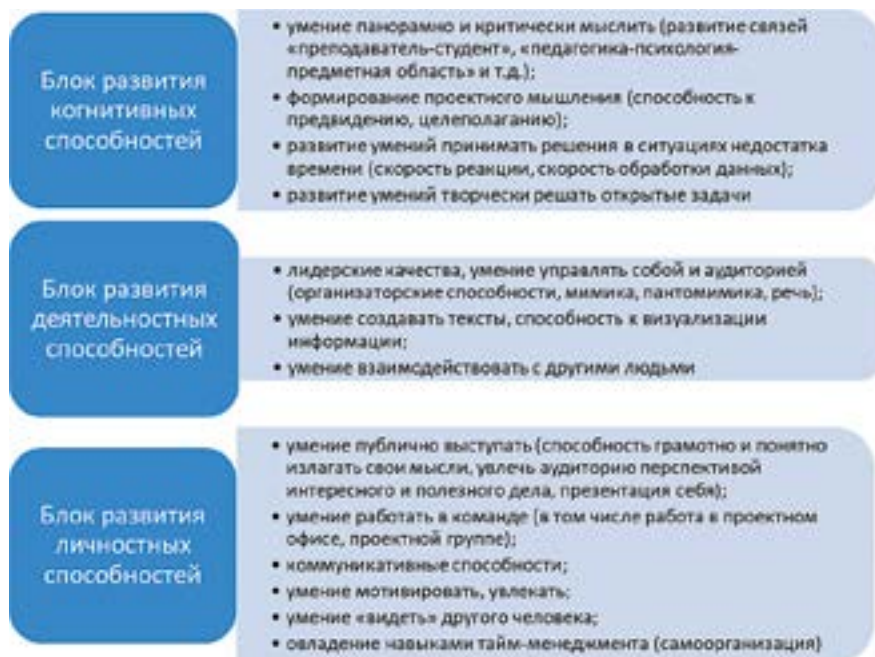 Блок развития
когнитивных
способностей
• умение панорамно и критически мыслить (развитие связей
«преподаватель-студент», «педагогика-психология-
предметная область» и т.д.);
• формирование проектного мышления (способность к
предвидению, целеполаганию);
• развитие умений принимать решения в ситуациях недостатка
времени (скорость реакции, скорость обработки данных);
• развитие умений творчески решать открытые задачи
Блок развития
деятельностных
способностей
• лидерские качества, умение управлять собой и аудиторией
(организаторские способности, мимика, пантомимика, речь);
• умение создавать тексты, способность к визуализации
информации;
• умение взаимодействовать с другими людьми
Блок развития
личностных
способностей
• умение публично выступать (способность грамотно и понятно
излагать свои мысли, увлечь аудиторию перспективой
интересного и полезного дела, презентация себя);
• умение работать в команде (в том числе работа в проектном
офисе, проектной группе);
• коммуникативные способности;
• умение мотивировать, увлекать;
• умение «видеть» другого человека;
• овладение навыками тайм-менеджмента (самоорганизация)